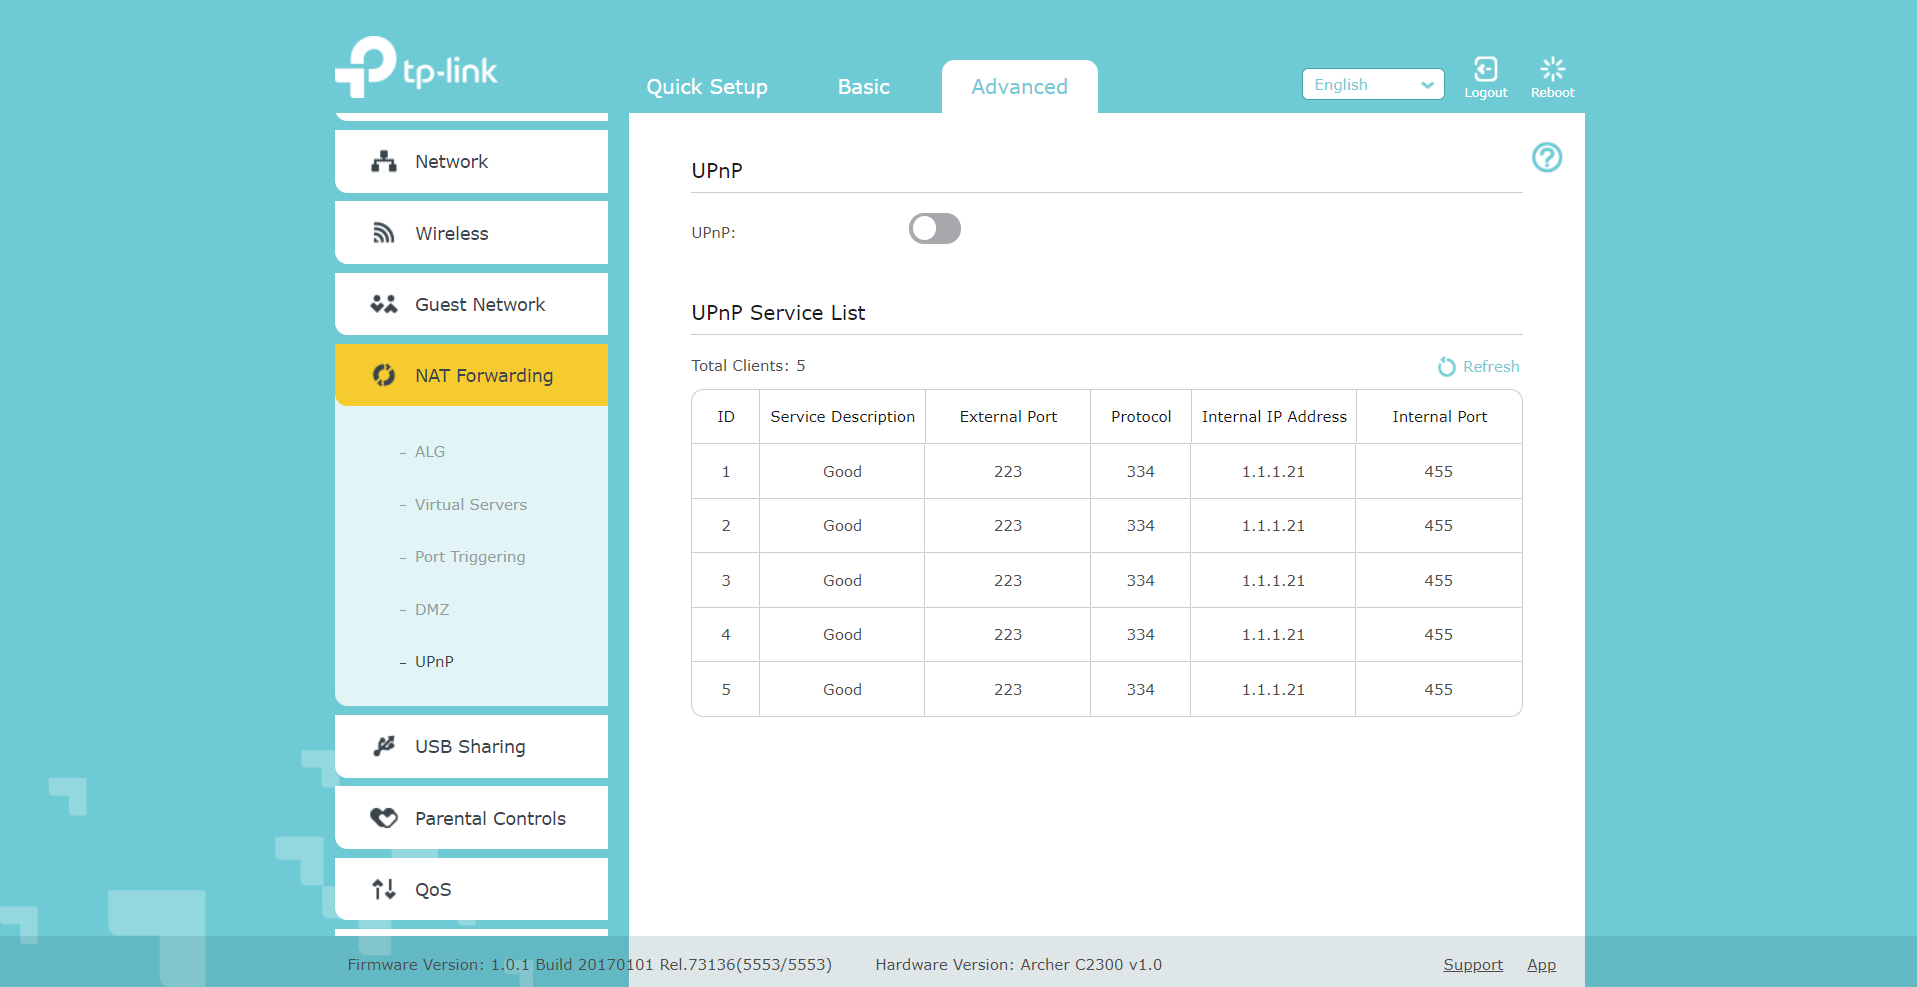 tp-link
Quick Setup
Basic
Advanced
English
Logout
Reboot
Network
Wireless
Guest Network
NAT Forwarding
– ALG
– Virtual Servers
– Port Triggering
– DMZ
– UPnP
USB Sharing
Parental Controls
QoS
UPnP
UPnP:
UPnP Service List
Total Clients: 5
Refresh
ID Service Description External Port Protocol Internal IP Address Internal Port
1 Good 223 334 1.1.1.21 455
2 Good 223 334 1.1.1.21 455
3 Good 223 334 1.1.1.21 455
4 Good 223 334 1.1.1.21 455
5 Good 223 334 1.1.1.21 455
Firmware Version: 1.0.1 Build 20170101 Rel.73136(5553/5553) Hardware Version: Archer C2300 v1.0
Support
App